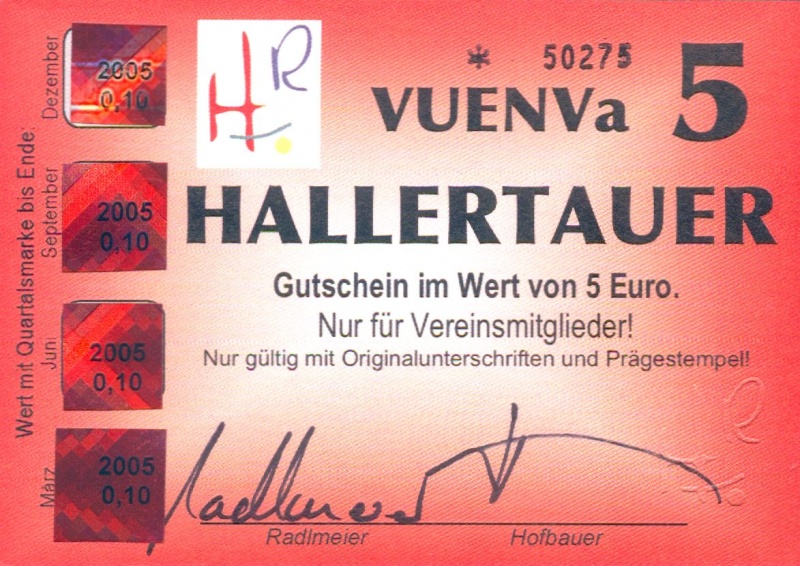 Wert mit Quartalsmarke bis Ende:
Dezember
2005
0,10
September
2005
0,10
Juni
2005
0,10
März
2005
0,10
HR
* 50275
VUENVa 5
HALLERTAUER
Gutschein im Wert von 5 Euro.
Nur für Vereinsmitglieder!
Nur gültig mit Originalunterschriften und Prägestempel!
Radlmeier
Radlmeier Hofbauer